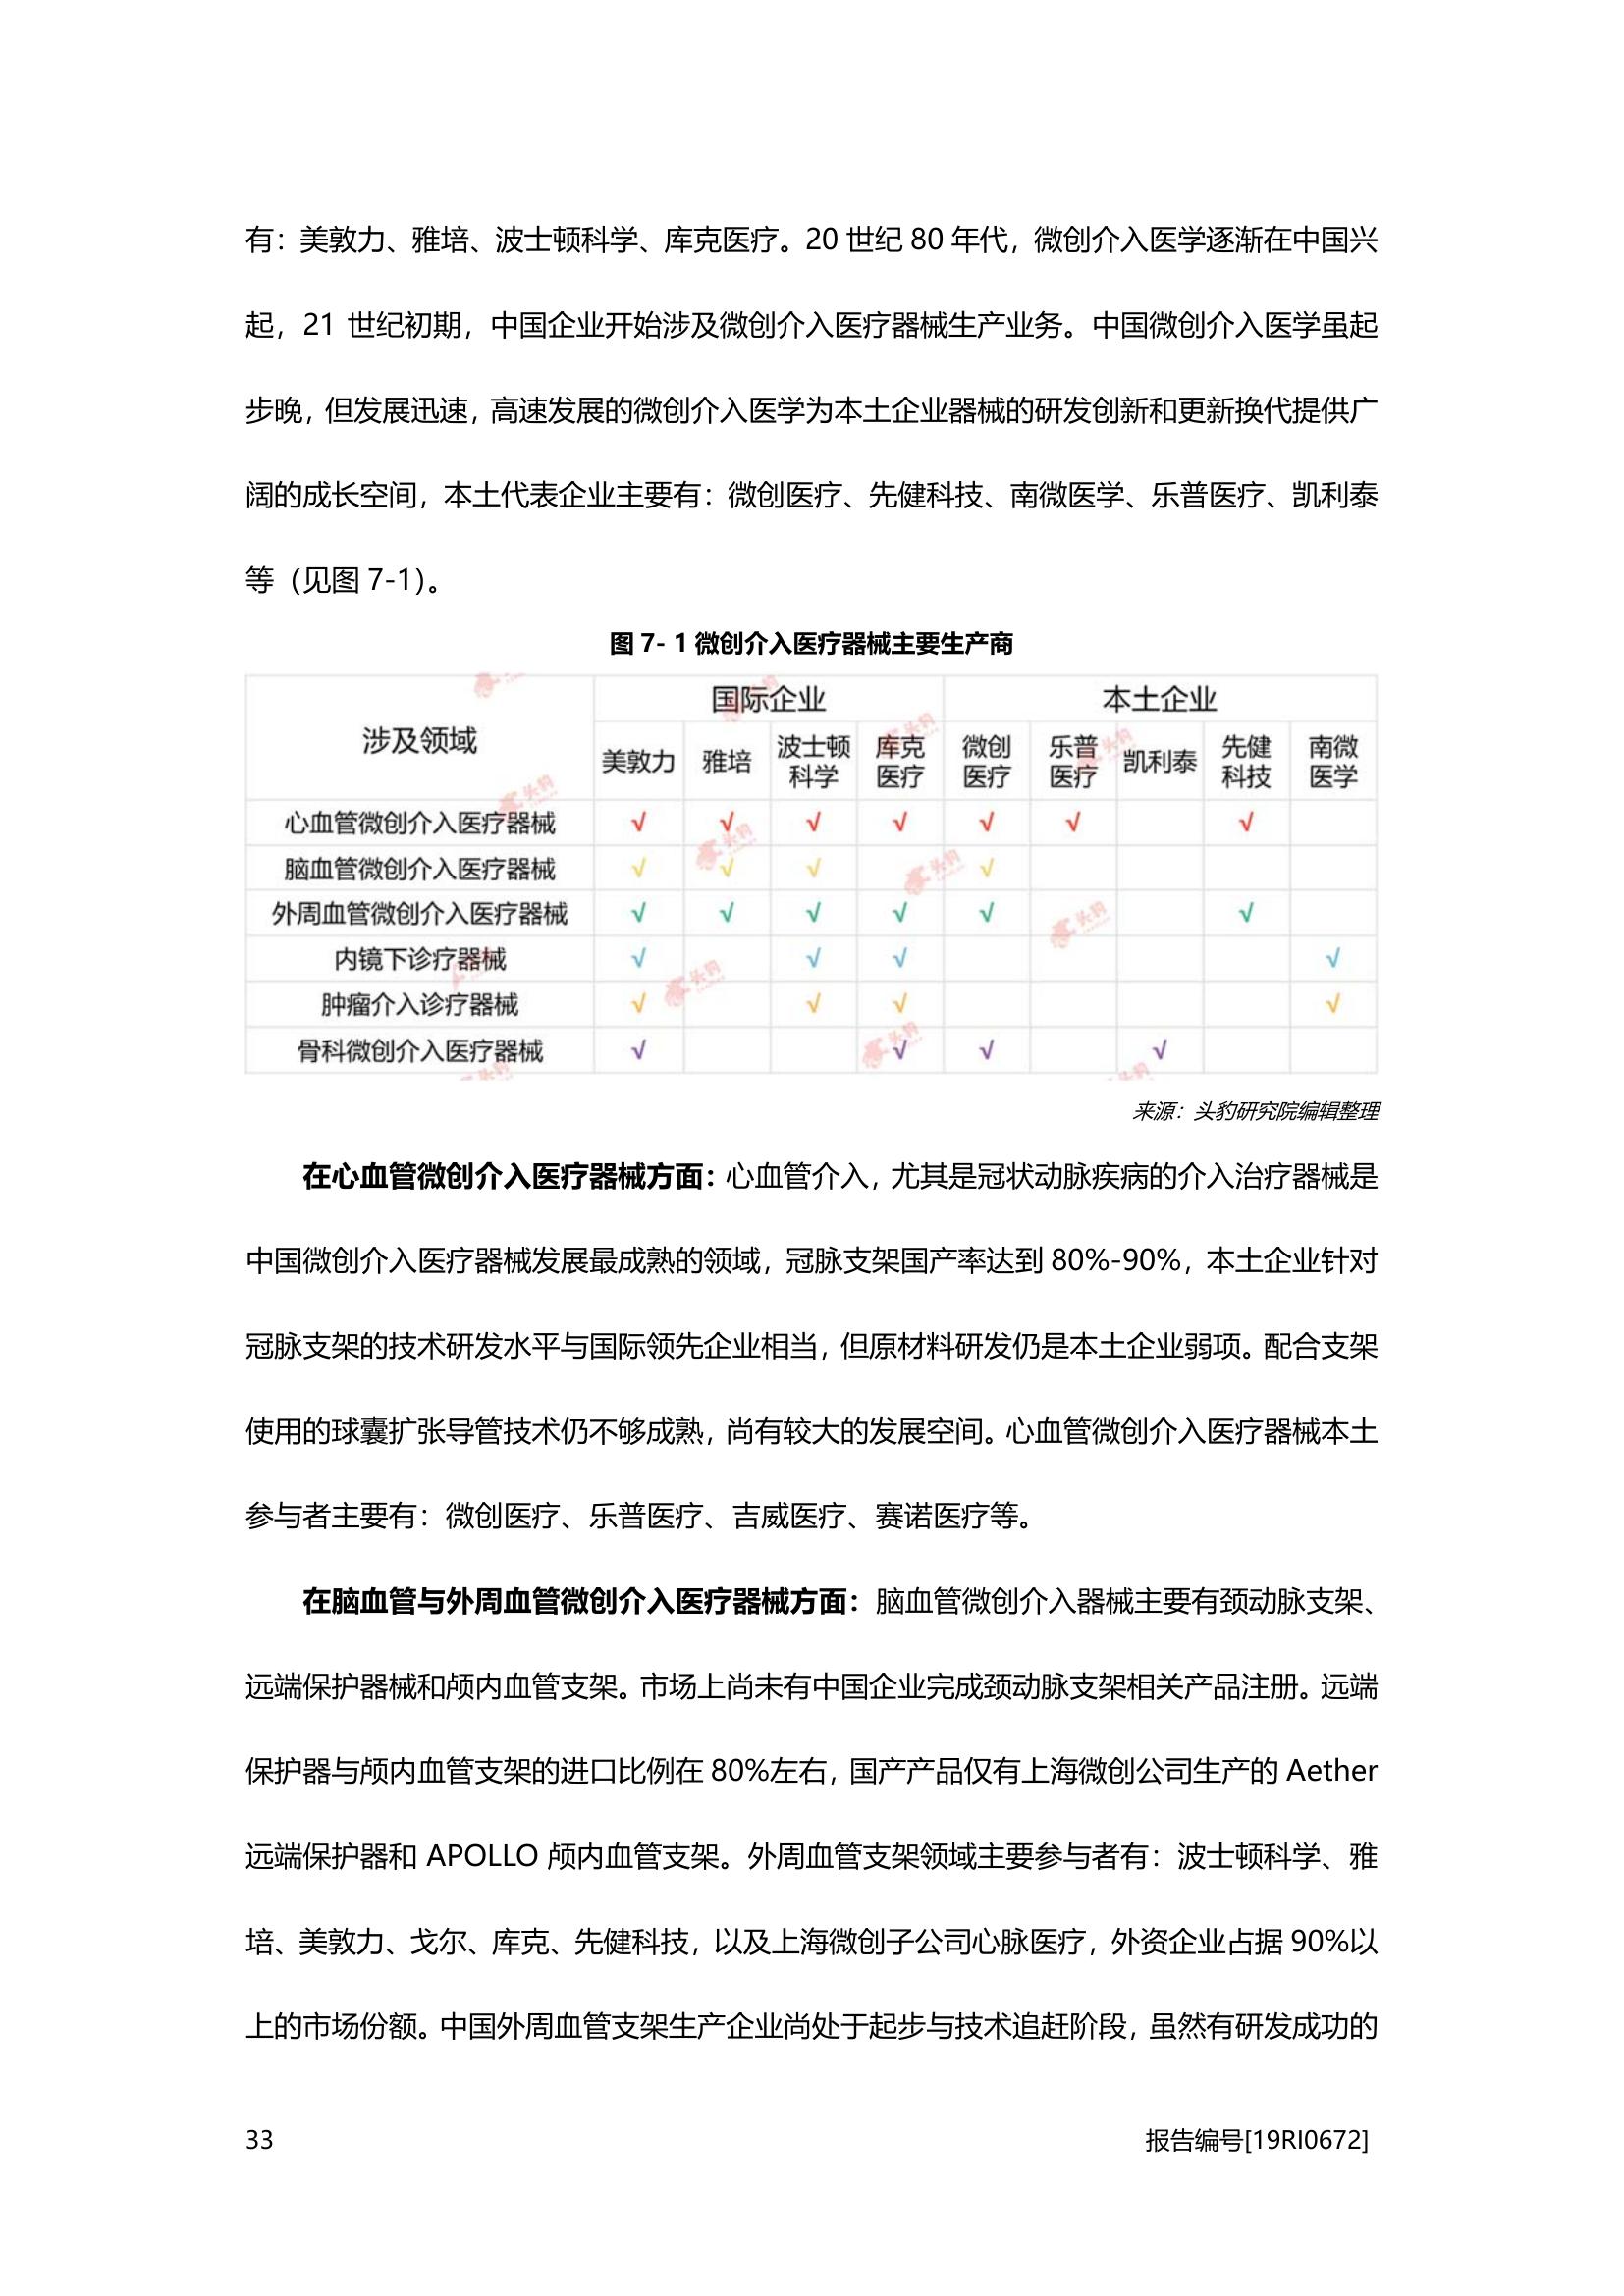 有：美敦力、雅培、波士顿科学、库克医疗。20 世纪 80 年代，微创介入医学逐渐在中国兴
起，21 世纪初期，中国企业开始涉及微创介入医疗器械生产业务。中国微创介入医学虽起
步晚，但发展迅速，高速发展的微创介入医学为本土企业器械的研发创新和更新换代提供广
阔的成长空间，本土代表企业主要有：微创医疗、先健科技、南微医学、乐普医疗、凯利泰
等（见图 7-1）。
图 7- 1 微创介入医疗器械主要生产商
涉及领域 国际企业 本土企业
美敦力 雅培 波士顿科学 库克医疗 微创医疗 乐普医疗 凯利泰 先健科技 南微医学
心血管微创介入医疗器械 √ √ √ √ √ √ √
脑血管微创介入医疗器械 √ √ √ √
外周血管微创介入医疗器械 √ √ √ √ √ √
内镜下诊疗器械 √ √ √ √
肿瘤介入诊疗器械 √ √ √ √
骨科微创介入医疗器械 √ √ √ √
来源：头豹研究院编辑整理
在心血管微创介入医疗器械方面：心血管介入，尤其是冠状动脉疾病的介入治疗器械是
中国微创介入医疗器械发展最成熟的领域，冠脉支架国产率达到 80%-90%，本土企业针对
冠脉支架的技术研发水平与国际领先企业相当，但原材料研发仍是本土企业弱项。配合支架
使用的球囊扩张导管技术仍不够成熟，尚有较大的发展空间。心血管微创介入医疗器械本土
参与者主要有：微创医疗、乐普医疗、吉威医疗、赛诺医疗等。
在脑血管与外周血管微创介入医疗器械方面：脑血管微创介入器械主要有颈动脉支架、
远端保护器械和颅内血管支架。市场上尚未有中国企业完成颈动脉支架相关产品注册。远端
保护器与颅内血管支架的进口比例在 80%左右，国产产品仅有上海微创公司生产的 Aether
远端保护器和 APOLLO 颅内血管支架。外周血管支架领域主要参与者有：波士顿科学、雅
培、美敦力、戈尔、库克、先健科技，以及上海微创子公司心脉医疗，外资企业占据 90%以
上的市场份额。中国外周血管支架生产企业尚处于起步与技术追赶阶段，虽然有研发成功的
33 报告编号[19RI0672]